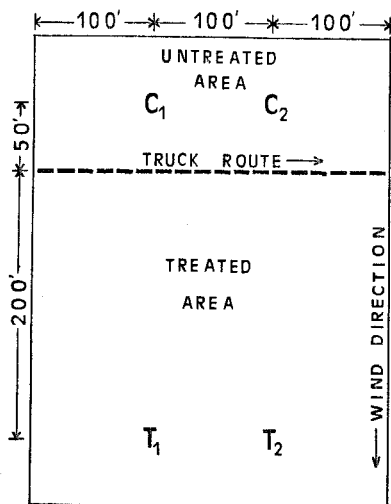 100' 100' 100'
UNTREATED
AREA
C1 C2
50'
TRUCK ROUTE
TREATED
AREA
200'
WIND DIRECTION
T1 T2